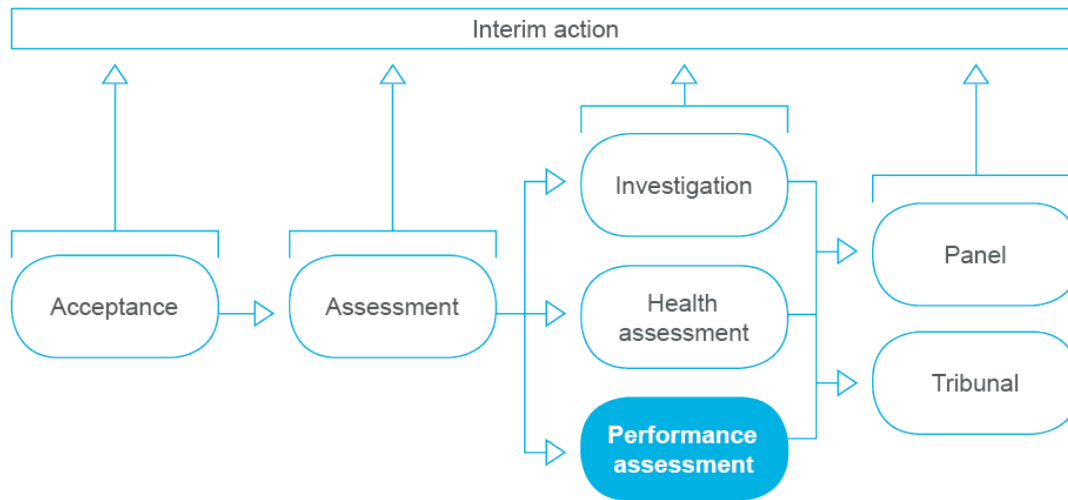 Interim action
Acceptance
Assessment
Investigation
Health
assessment
Performance
assessment
Panel
Tribunal